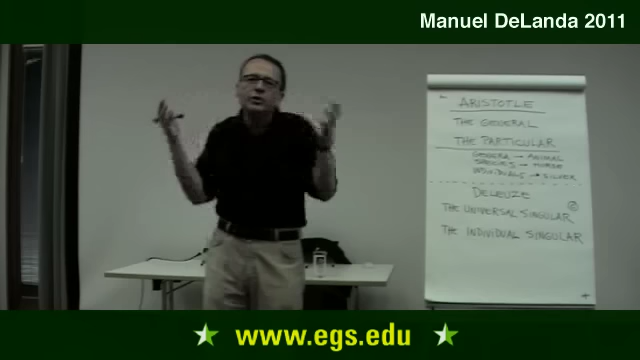 Manuel DeLanda 2011
ARISTOTLE
THE GENERAL
THE PARTICULAR
GENERA → ANIMAL
SPECIES → HORSE
INDIVIDUALS → SILVER
DELEUZE
THE UNIVERSAL SINGULAR
THE INDIVIDUAL SINGULAR
www.egs.edu